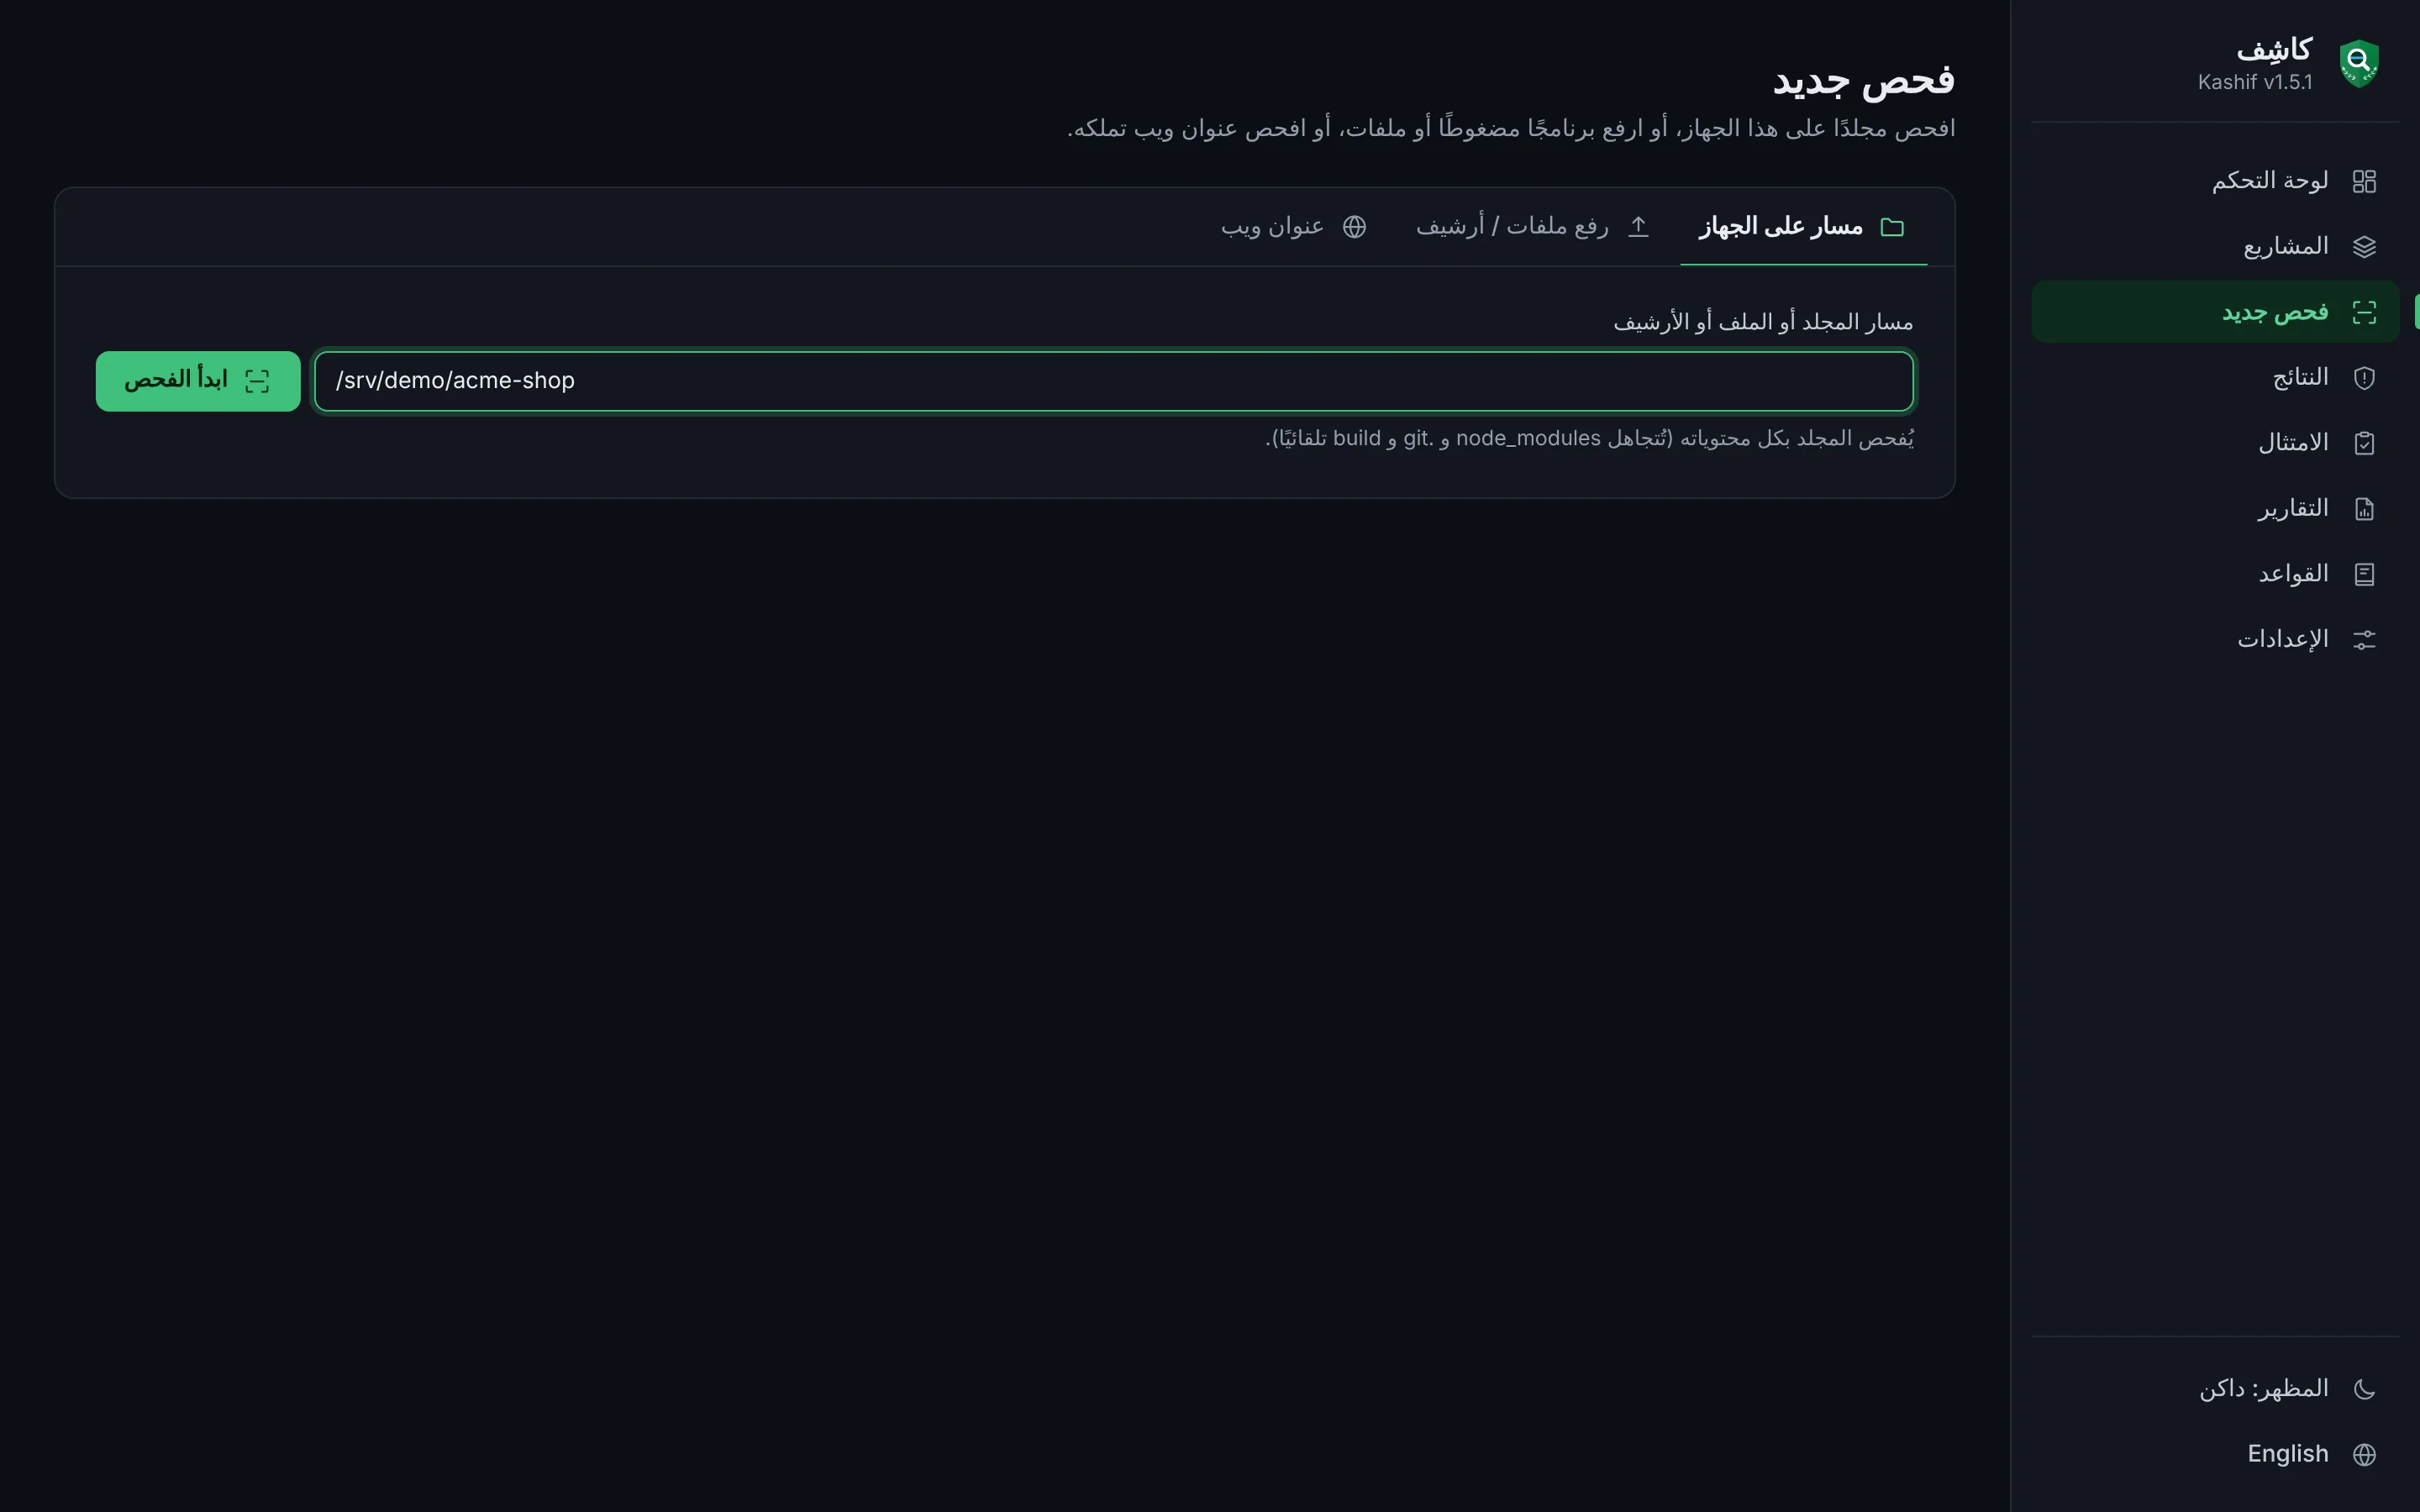 كاشِف
Kashif v1.5.1
لوحة التحكم
المشاريع
فحص جديد
النتائج
الامتثال
التقارير
القواعد
الإعدادات
المظهر: داكن
English
فحص جديد
افحص مجلدًا على هذا الجهاز، أو ارفع برنامجًا مضغوطًا أو ملفات، أو افحص عنوان ويب تملكه.
مسار على الجهاز
رفع ملفات / أرشيف
عنوان ويب
مسار المجلد أو الملف أو الأرشيف
/srv/demo/acme-shop
ابدأ الفحص
يُفحص المجلد بكل محتوياته (تُتجاهل node_modules و .git و build تلقائيًا).